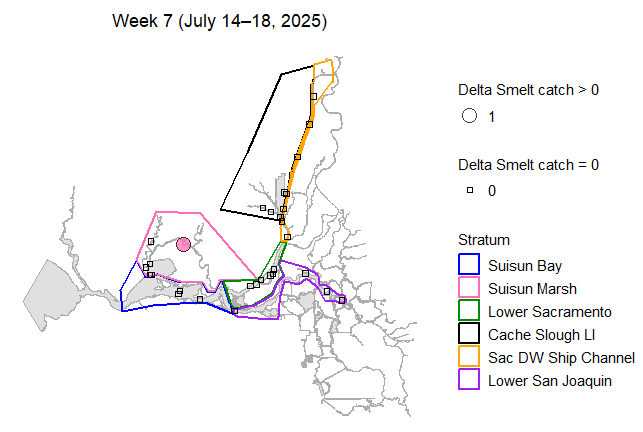 Week 7 (July 14–18, 2025)
Delta Smelt catch > 0
1
Delta Smelt catch = 0
0
Stratum
Suisun Bay
Suisun Marsh
Lower Sacramento
Cache Slough LI
Sac DW Ship Channel
Lower San Joaquin